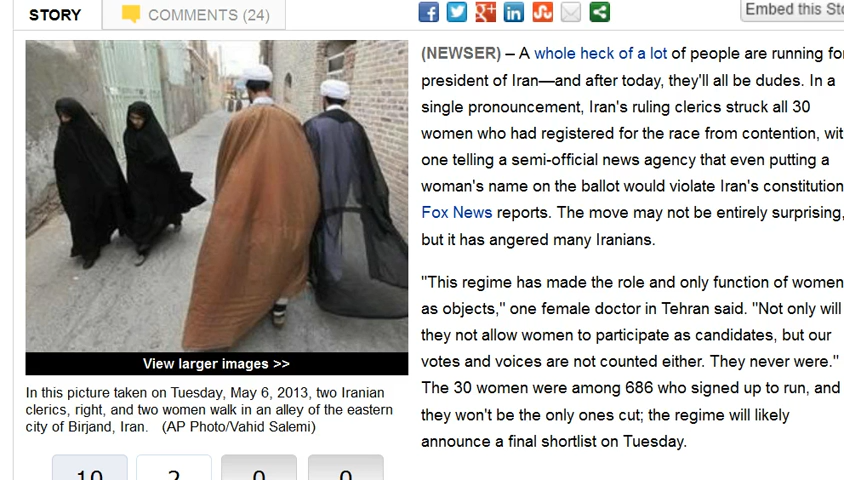 STORY
COMMENTS (24)
Embed this Sto
(NEWSER) – A whole heck of a lot of people are running for
president of Iran—and after today, they'll all be dudes. In a
single pronouncement, Iran's ruling clerics struck all 30
women who had registered for the race from contention, wit
one telling a semi-official news agency that even putting a
woman's name on the ballot would violate Iran's constitution
Fox News reports. The move may not be entirely surprising,
but it has angered many Iranians.
"This regime has made the role and only function of women
as objects," one female doctor in Tehran said. "Not only will
they not allow women to participate as candidates, but our
votes and voices are not counted either. They never were."
The 30 women were among 686 who signed up to run, and
they won't be the only ones cut; the regime will likely
announce a final shortlist on Tuesday.
View larger images >>
In this picture taken on Tuesday, May 6, 2013, two Iranian
clerics, right, and two women walk in an alley of the eastern
city of Birjand, Iran. (AP Photo/Vahid Salemi)
10 2 0 0